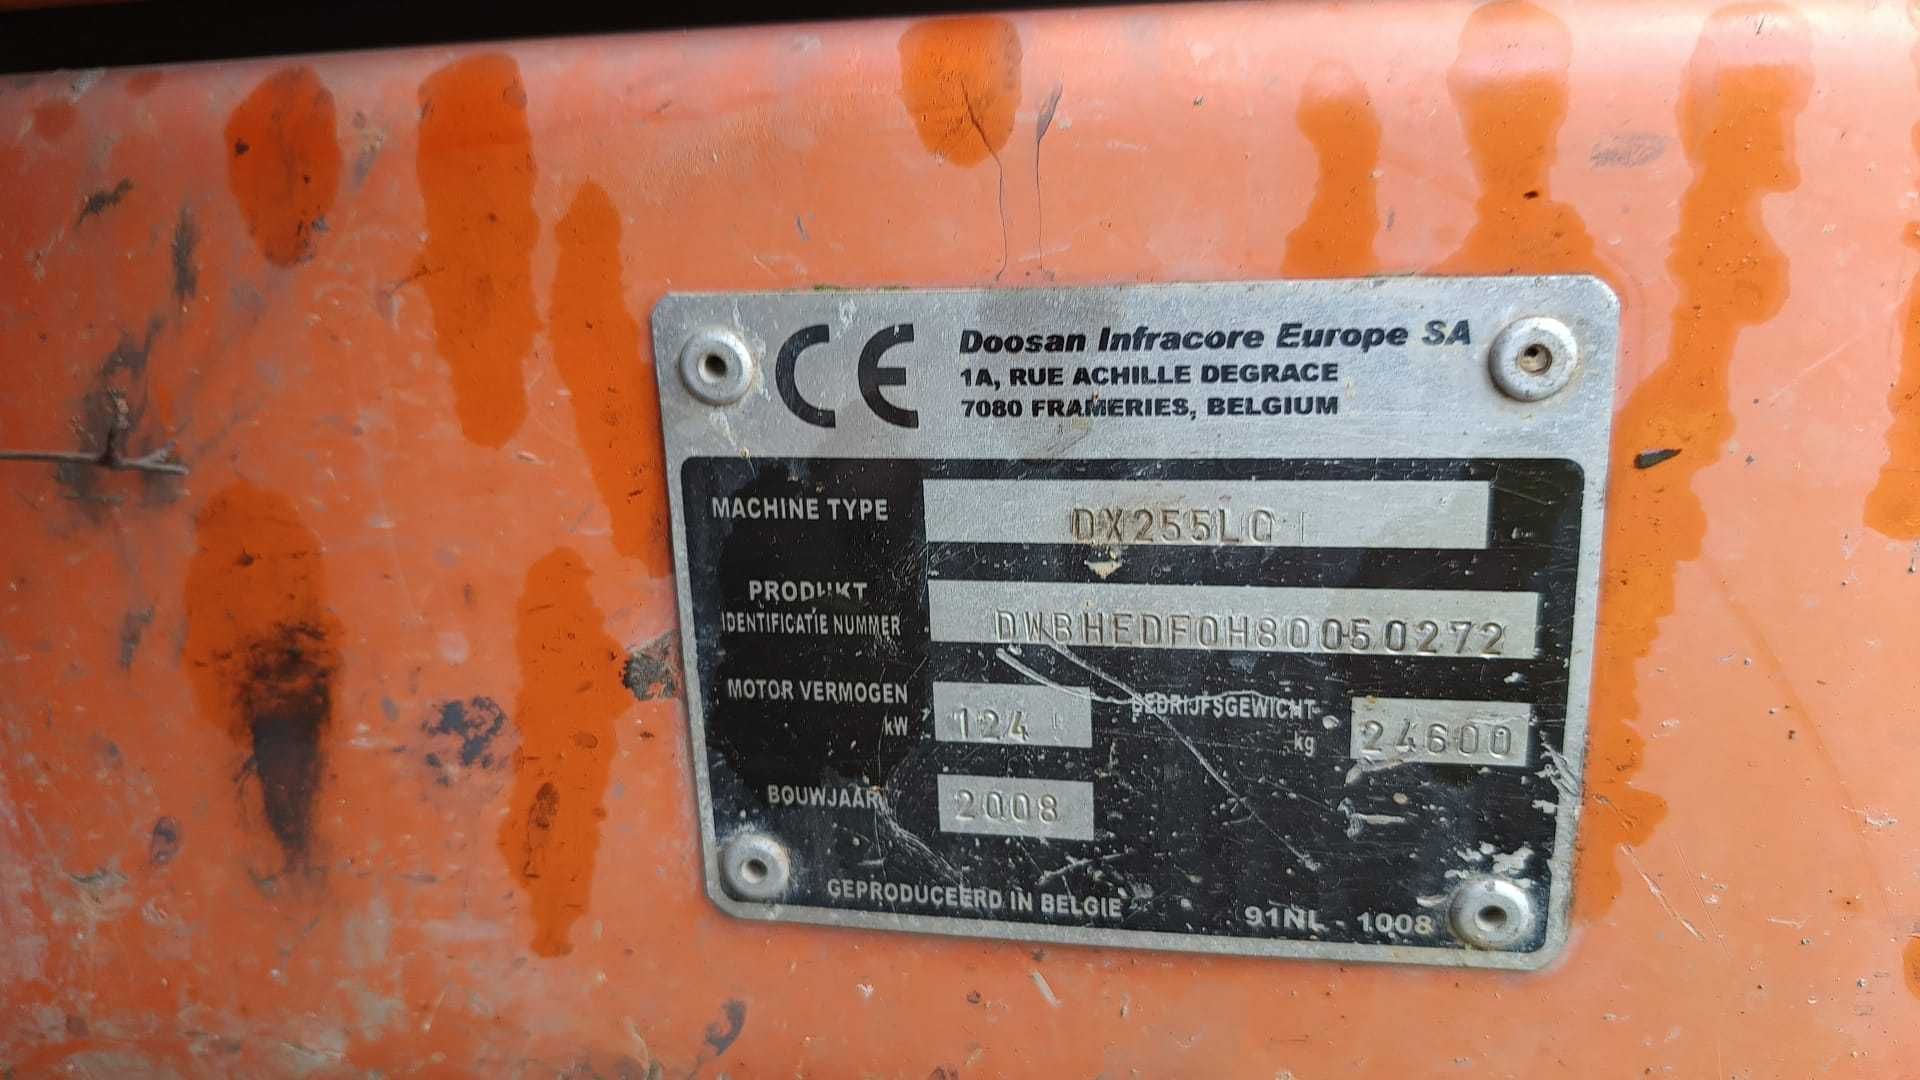 CE
Doosan Infracore Europe SA
1A, RUE ACHILLE DEGRACE
7080 FRAMERIES, BELGIUM
MACHINE TYPE DX255LC
PRODUKT
IDENTIFICATIE NUMMER DWBHEDF0H80050272
MOTOR VERMOGEN
kW 124
BEDRIJFSGEWICHT
kg 24600
BOUWJAAR 2008
GEPRODUCEERD IN BELGIE
91NL - 1008